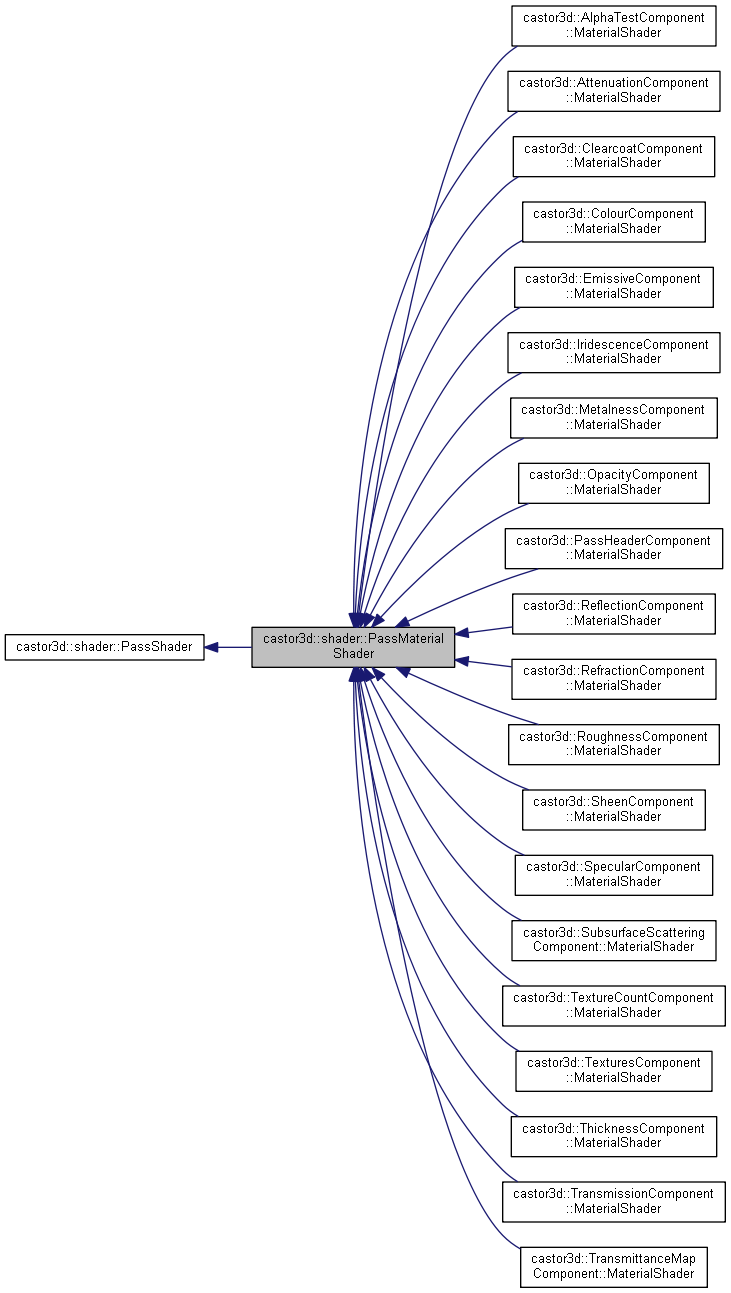 castor3d::AlphaTestComponent
::MaterialShader
castor3d::AttenuationComponent
::MaterialShader
castor3d::ClearcoatComponent
::MaterialShader
castor3d::ColourComponent
::MaterialShader
castor3d::EmissiveComponent
::MaterialShader
castor3d::IridescenceComponent
::MaterialShader
castor3d::MetalnessComponent
::MaterialShader
castor3d::OpacityComponent
::MaterialShader
castor3d::PassHeaderComponent
::MaterialShader
castor3d::ReflectionComponent
::MaterialShader
castor3d::shader::PassShader
castor3d::shader::PassMaterial
Shader
castor3d::RefractionComponent
::MaterialShader
castor3d::RoughnessComponent
::MaterialShader
castor3d::SheenComponent
::MaterialShader
castor3d::SpecularComponent
::MaterialShader
castor3d::SubsurfaceScattering
Component::MaterialShader
castor3d::TextureCountComponent
::MaterialShader
castor3d::TexturesComponent
::MaterialShader
castor3d::ThicknessComponent
::MaterialShader
castor3d::TransmissionComponent
::MaterialShader
castor3d::TransmittanceMap
Component::MaterialShader